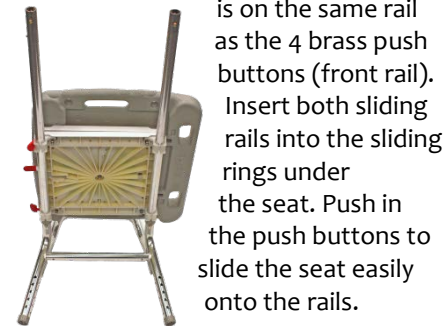 is on the same rail
as the 4 brass push
buttons (front rail).
Insert both sliding
rails into the sliding
rings under
the seat. Push in
the push buttons to
slide the seat easily
onto the rails.